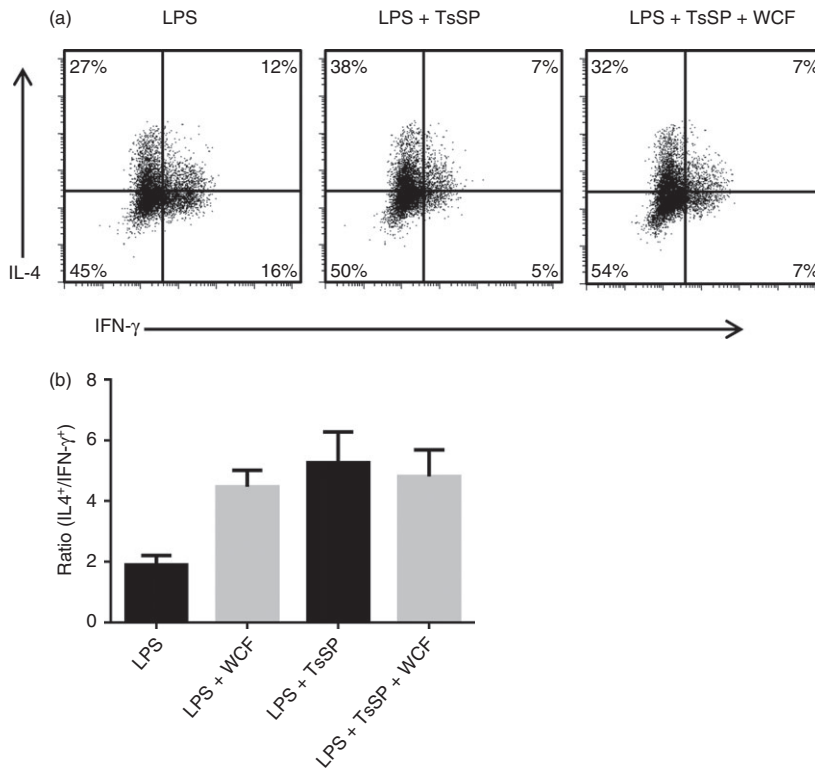 (a)
LPS
LPS + TsSP
LPS + TsSP + WCF
27% 12%
38% 7%
32% 7%
IL-4
45% 16%
50% 5%
54% 7%
IFN-γ
(b)
8
6
4
2
0
Ratio (IL4⁺/IFN-γ⁺)
LPS
LPS + WCF
LPS + TsSP
LPS + TsSP + WCF